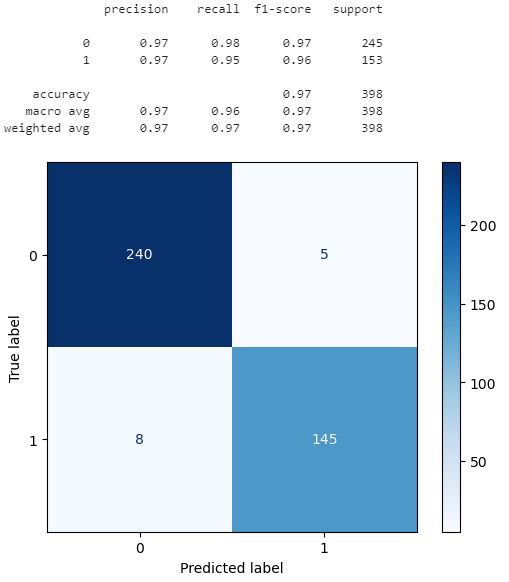 precision recall f1-score support
0 0.97 0.98 0.97 245
1 0.97 0.95 0.96 153
accuracy 0.97 398
macro avg 0.97 0.96 0.97 398
weighted avg 0.97 0.97 0.97 398
240 5
8 145
0
1
True label
0 1
Predicted label
200
150
100
50